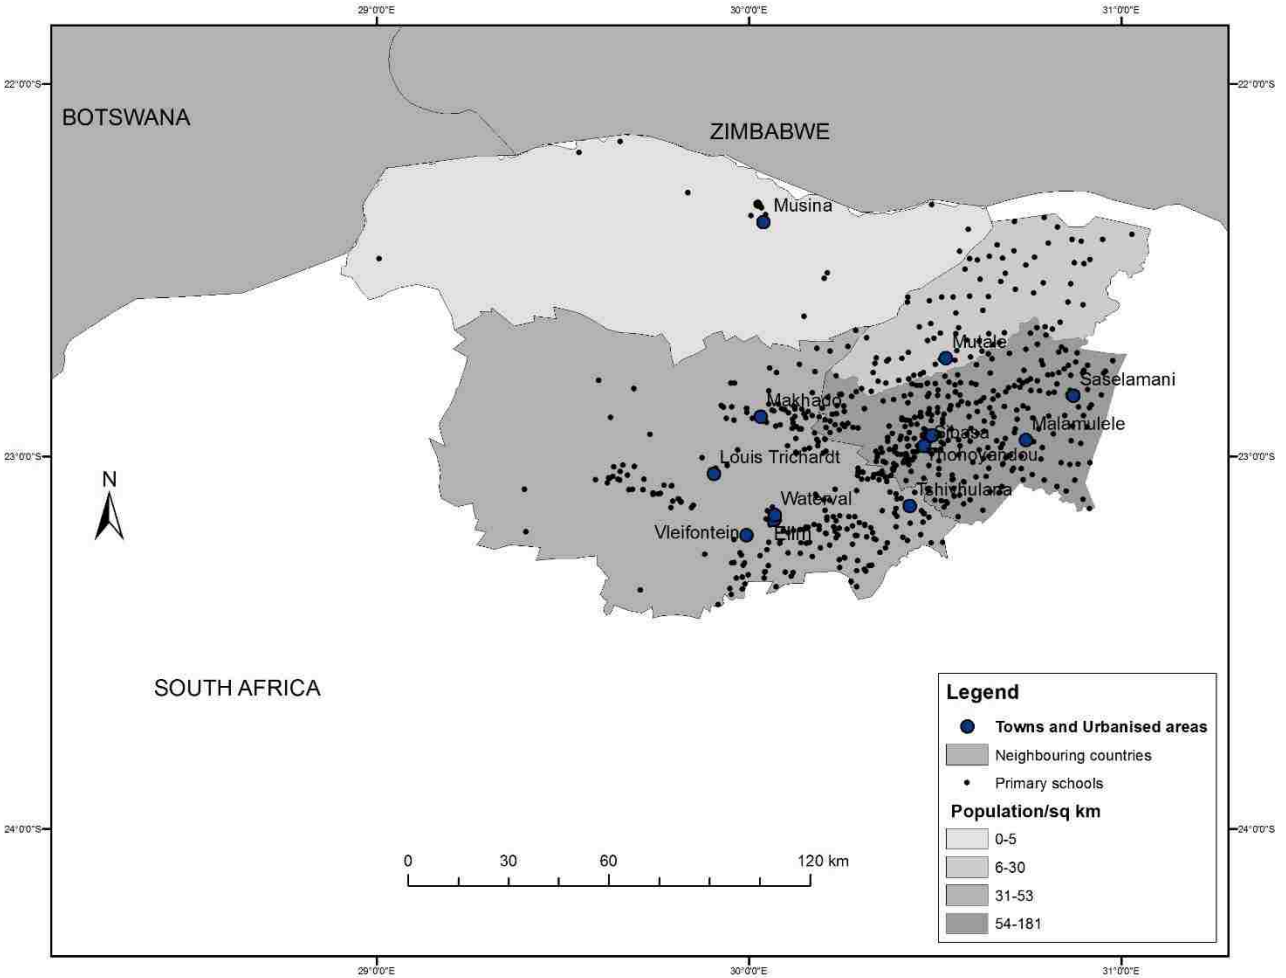 29°0'0"E 30°0'0"E 31°0'0"E
22°0'0"S 22°0'0"S
BOTSWANA
ZIMBABWE
Musina
Mutale
Saselamani
Makhado
Malamulele
Sibasa
Thohoyandou
23°0'0"S 23°0'0"S
Louis Trichardt
N
Tshivhulana
Waterval
Vleifontein
Elim
SOUTH AFRICA
Legend
Towns and Urbanised areas
Neighbouring countries
Primary schools
Population/sq km
0-5
6-30
31-53
54-181
24°0'0"S 24°0'0"S
0 30 60 120 km
29°0'0"E 30°0'0"E 31°0'0"E